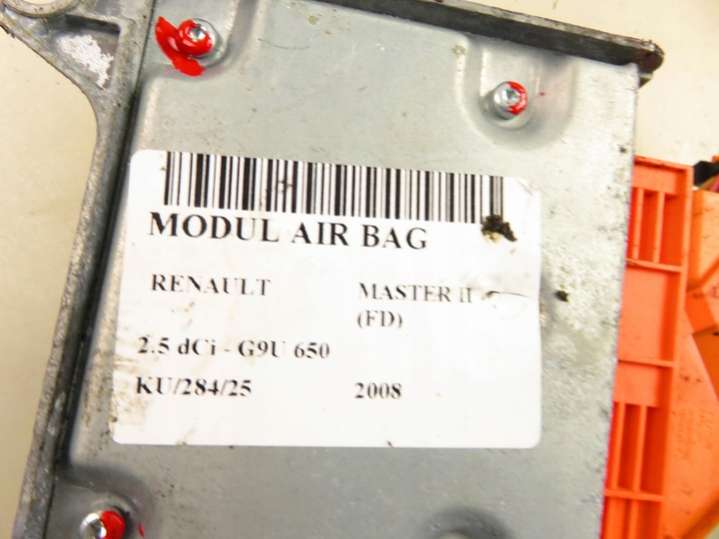 MODUL AIR BAG
RENAULT MASTER II
(FD)
2.5 dCi - G9U 650
KU/284/25 2008